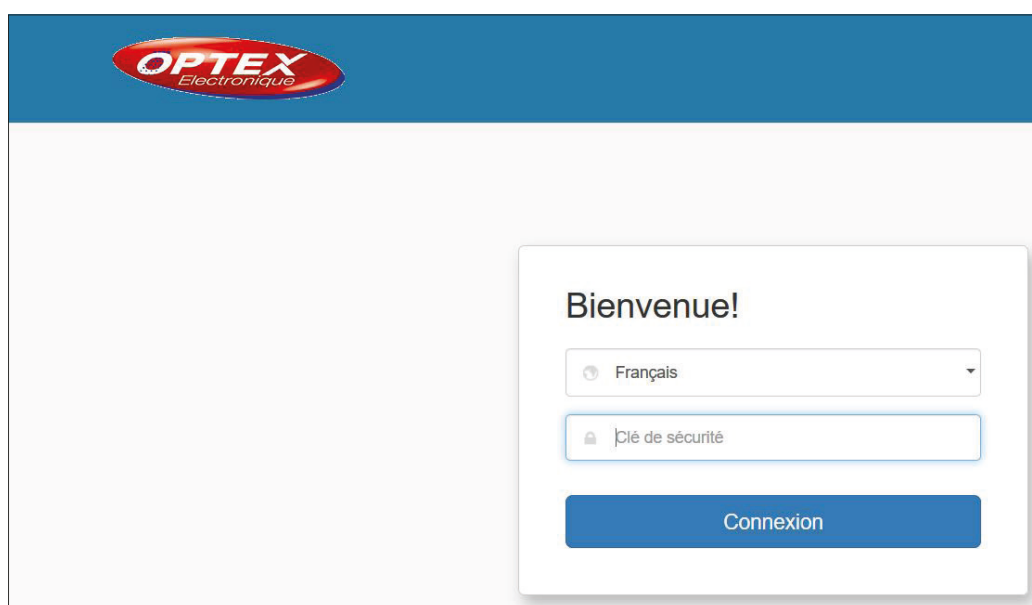 OPTEX
Electronique
Bienvenue!
Français
Clé de sécurité
Connexion